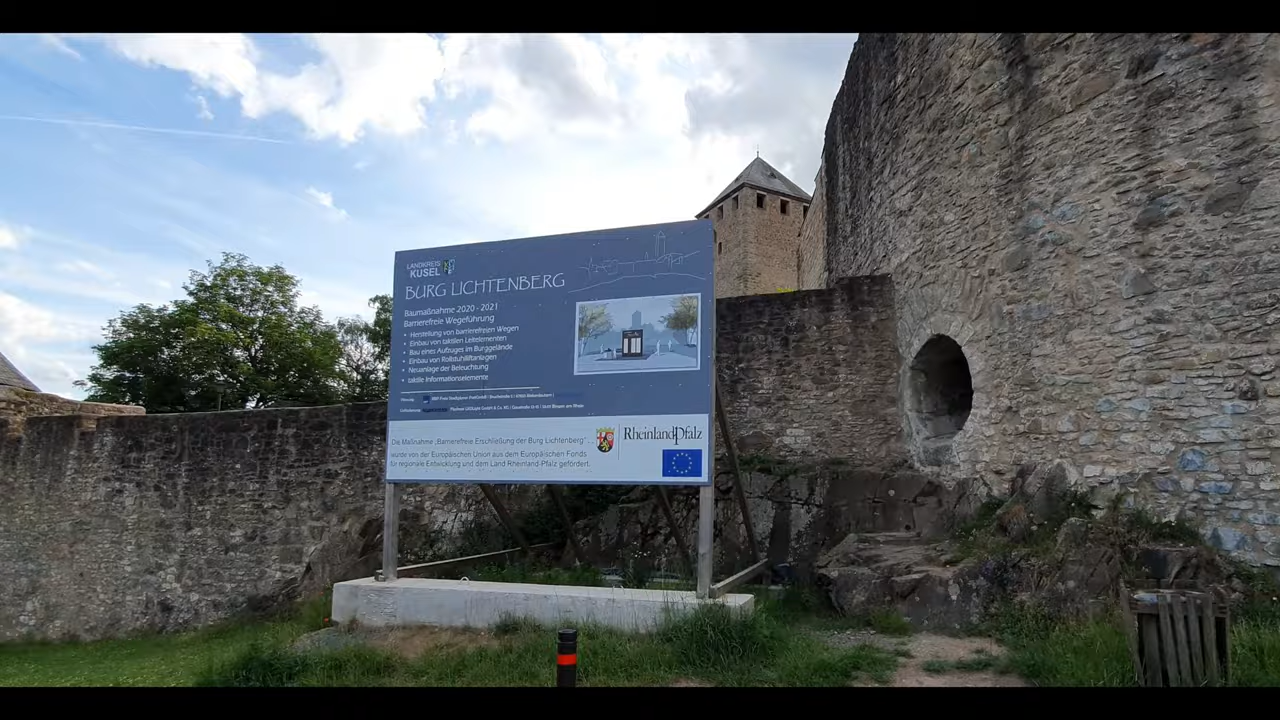 LANDKREIS
KUSEL
BURG LICHTENBERG
Baumaßnahme 2020 - 2021
Barrierefreie Wegeführung
• Herstellung von barrierefreien Wegen
• Einbau von taktilen Leitelementen
• Bau eines Aufzuges im Burggelände
• Einbau von Rollstuhlliftanlagen
• Neuanlage der Beleuchtung
• taktile Informationselemente
Die Maßnahme „Barrierefreie Erschließung der Burg Lichtenberg"
wurde von der Europäischen Union aus dem Europäischen Fonds
für regionale Entwicklung und dem Land Rheinland-Pfalz gefördert.
RheinlandPfalz